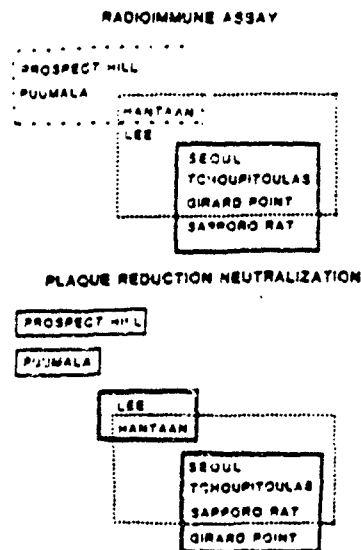 RADIOIMMUNE ASSAY
PROSPECT HILL
PUUMALA
HANTAAN
LEE
SEOUL
TCHOUPITOULAS
GIRARD POINT
SAPPORO RAT
PLAQUE REDUCTION NEUTRALIZATION
PROSPECT HILL
PUUMALA
LEE
HANTAAN
SEOUL
TCHOUPITOULAS
SAPPORO RAT
GIRARD POINT